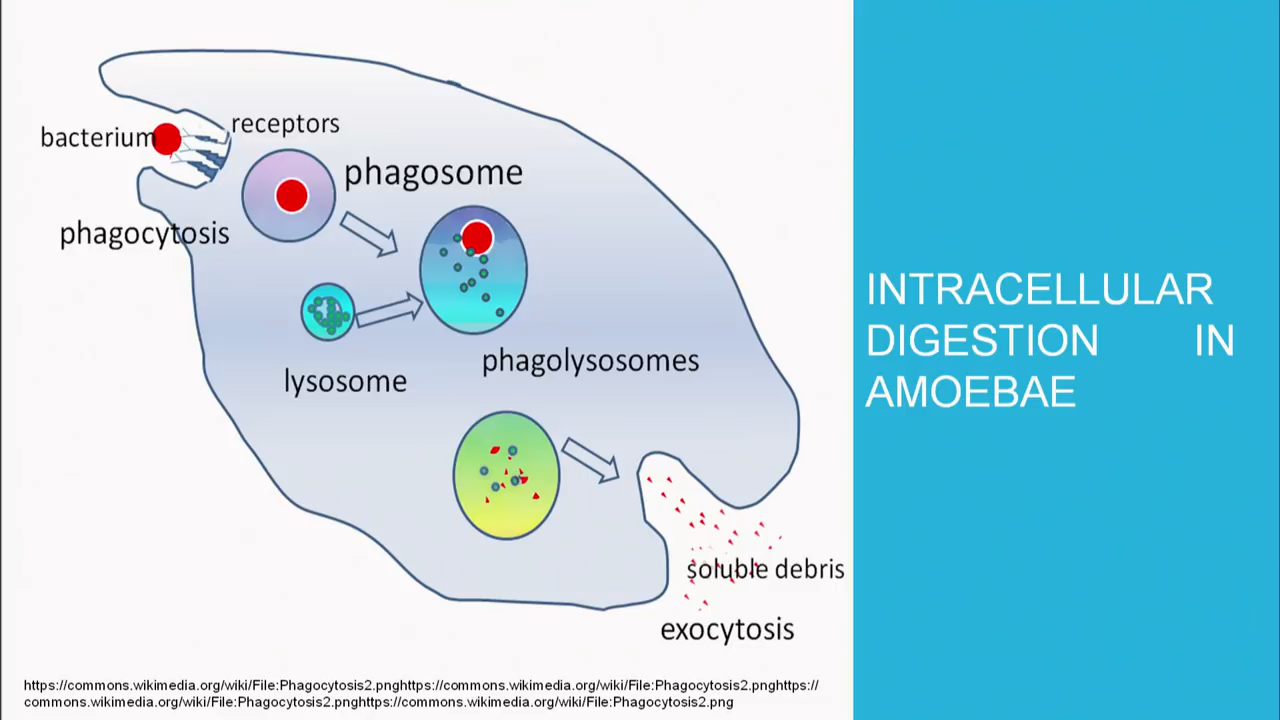 receptors
bacterium
phagosome
phagocytosis
phagolysosomes
lysosome
soluble debris
exocytosis
https://commons.wikimedia.org/wiki/File:Phagocytosis2.pnghttps://commons.wikimedia.org/wiki/File:Phagocytosis2.pnghttps://
commons.wikimedia.org/wiki/File:Phagocytosis2.pnghttps://commons.wikimedia.org/wiki/File:Phagocytosis2.png
INTRACELLULAR
DIGESTION IN
AMOEBAE